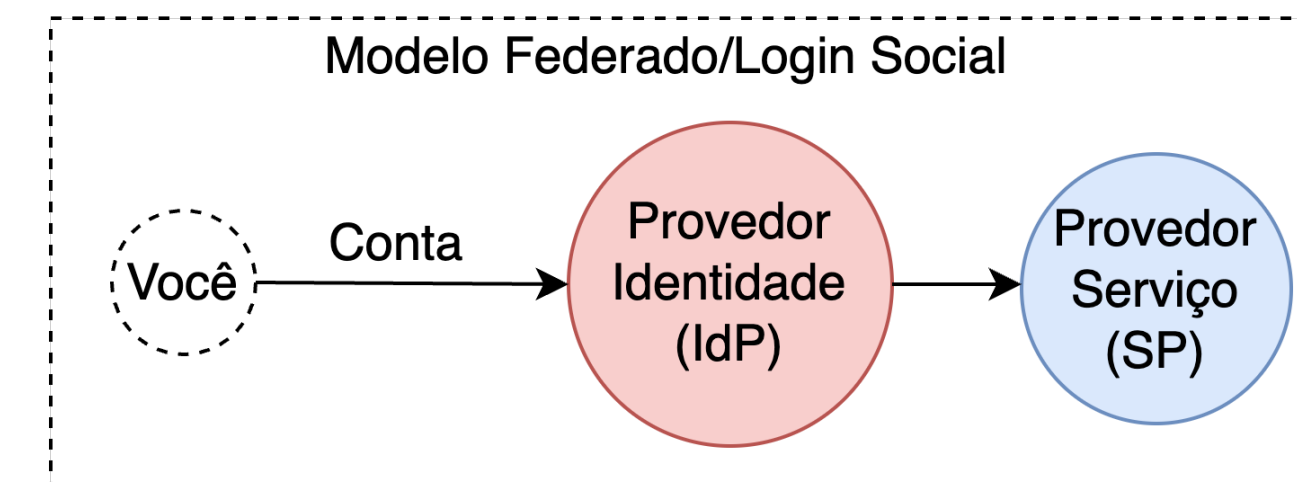 Modelo Federado/Login Social
Você
Conta
Provedor
Identidade
(IdP)
Provedor
Serviço
(SP)